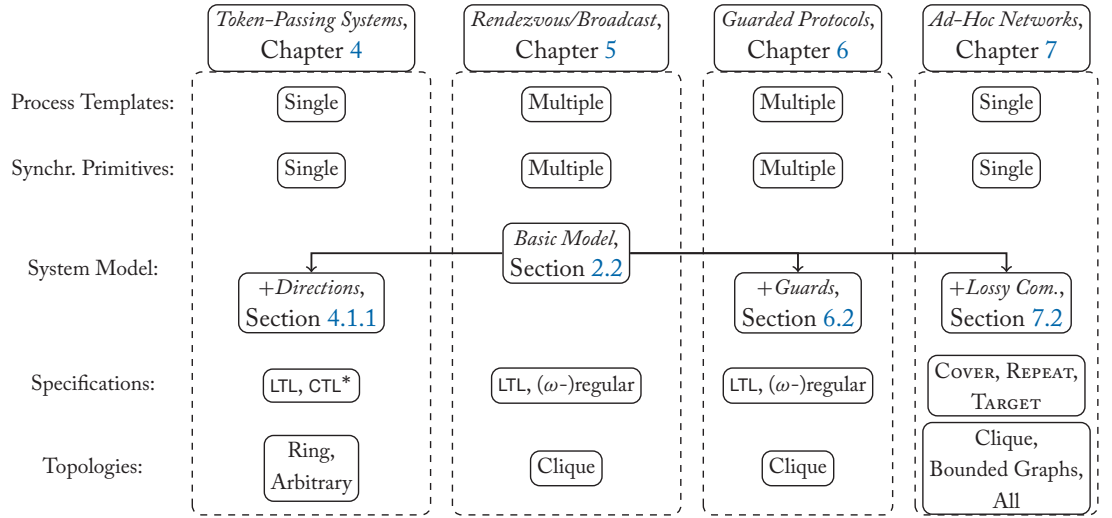 Token-Passing Systems, Rendezvous/Broadcast, Guarded Protocols, Ad-Hoc Networks,
Chapter 4 Chapter 5 Chapter 6 Chapter 7
Process Templates: Single Multiple Multiple Single
Synchr. Primitives: Single Multiple Multiple Single
Basic Model,
Section 2.2
System Model:
+Directions, +Guards, +Lossy Com.,
Section 4.1.1 Section 6.2 Section 7.2
Specifications: LTL, CTL* LTL, (ω-)regular LTL, (ω-)regular COVER, REPEAT,
TARGET
Topologies: Ring,
Arbitrary Clique Clique Clique,
Bounded Graphs,
All